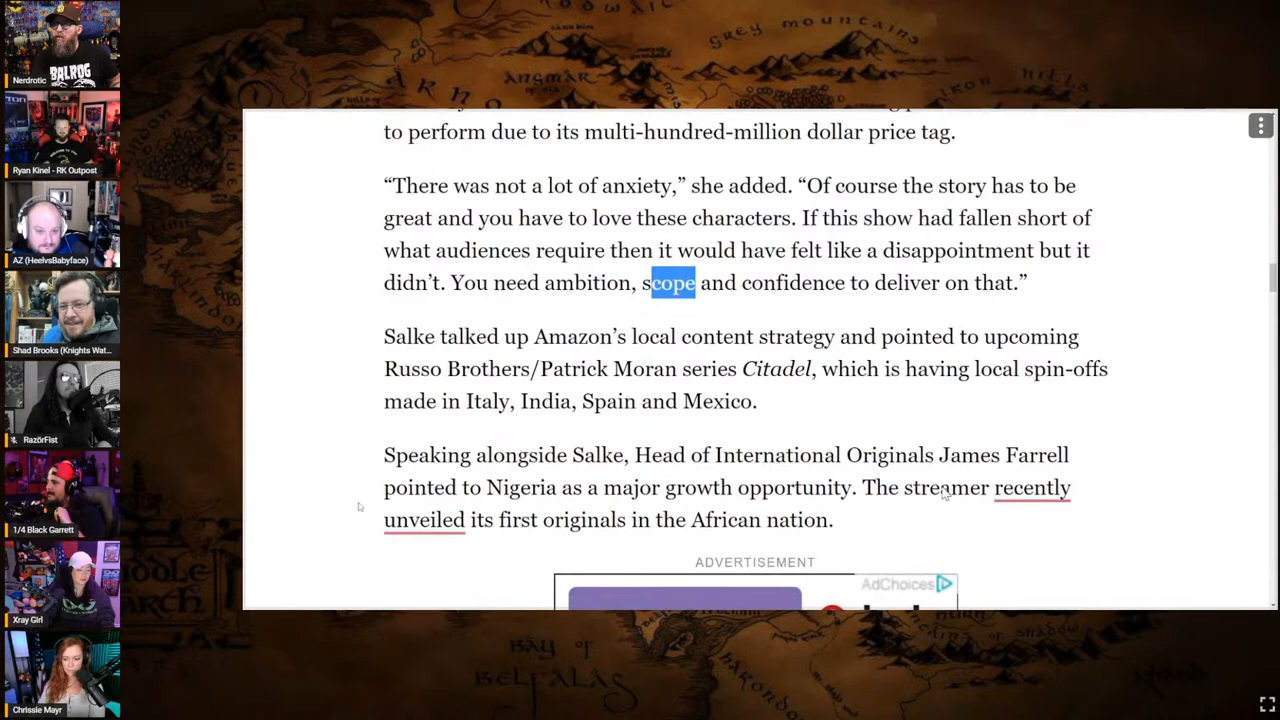 GREY MOUNTAINS
ANGMAR
Nerdrotic
BALROG
Ryan Kinel - RK Outpost
AZ (HeelvsBabyface)
Shad Brooks (Knights Wat...
RazörFist
1/4 Black Garrett
Xray Girl
Chrissie Mayr
to perform due to its multi-hundred-million dollar price tag.
“There was not a lot of anxiety,” she added. “Of course the story has to be
great and you have to love these characters. If this show had fallen short of
what audiences require then it would have felt like a disappointment but it
didn’t. You need ambition, scope and confidence to deliver on that.”
Salke talked up Amazon’s local content strategy and pointed to upcoming
Russo Brothers/Patrick Moran series Citadel, which is having local spin-offs
made in Italy, India, Spain and Mexico.
Speaking alongside Salke, Head of International Originals James Farrell
pointed to Nigeria as a major growth opportunity. The streamer recently
unveiled its first originals in the African nation.
ADVERTISEMENT
AdChoices
BAY OF
BELFALAS